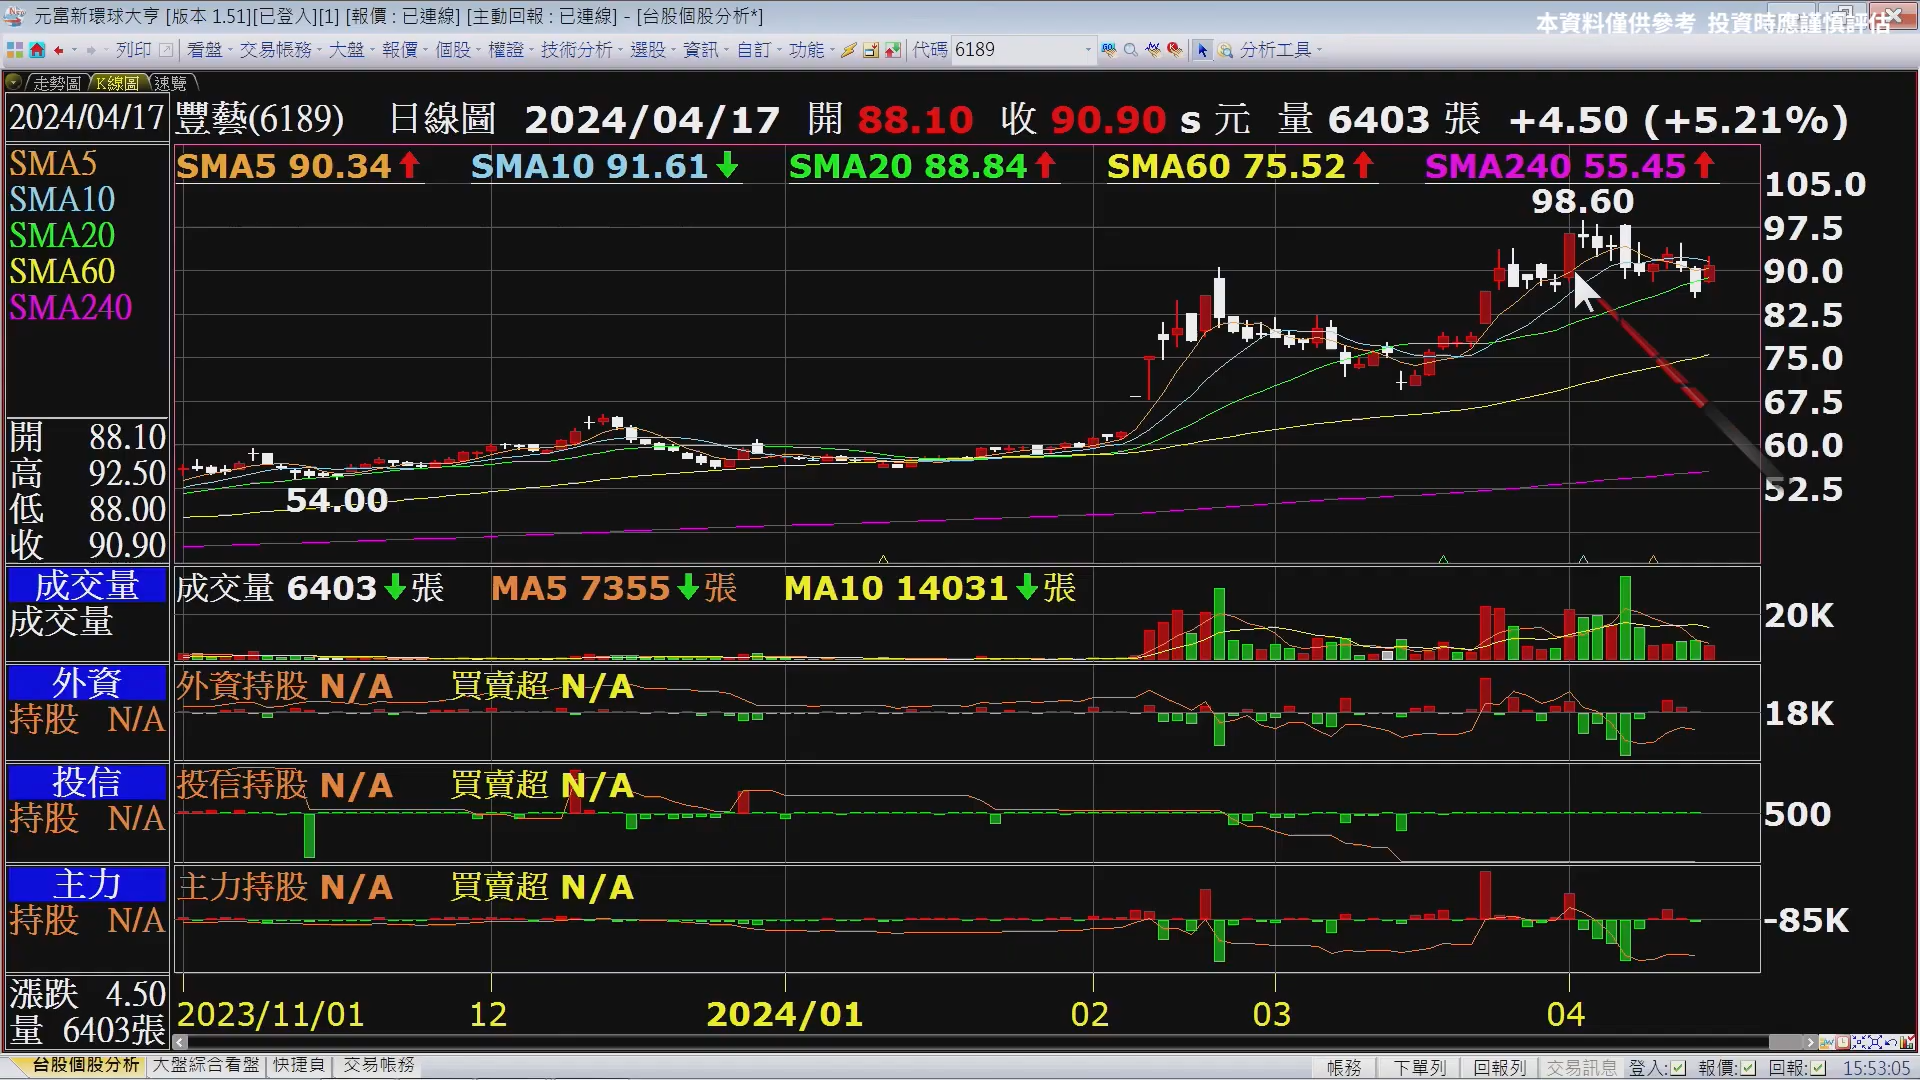 元富新環球大亨 [版本 1.51][已登入][1] [報價 : 已連線] [主動回報 : 已連線] - [台股個股分析*]
本資料僅供參考 投資時應謹慎評估
列印 看盤 交易帳務 大盤 報價 個股 權證 技術分析 選股 資訊 自訂 功能 代碼 6189 分析工具
走勢圖 K線圖 速覽
2024/04/17 豐藝(6189) 日線圖 2024/04/17 開 88.10 收 90.90 s 元 量 6403 張 +4.50 (+5.21%)
SMA5 SMA5 90.34 SMA10 91.61 SMA20 88.84 SMA60 75.52 SMA240 55.45
SMA10
SMA20
SMA60
SMA240
98.60
54.00
105.0
97.5
90.0
82.5
75.0
67.5
60.0
52.5
開 88.10
高 92.50
低 88.00
收 90.90
成交量 成交量 6403 張 MA5 7355 張 MA10 14031 張
成交量 20K
外資 外資持股 N/A 買賣超 N/A
持股 N/A 18K
投信 投信持股 N/A 買賣超 N/A
持股 N/A 500
主力 主力持股 N/A 買賣超 N/A
持股 N/A -85K
漲跌 4.50
量 6403張
2023/11/01 12 2024/01 02 03 04
台股個股分析 大盤綜合看盤 快捷頁 交易帳務 帳務 下單列 回報列 交易訊息 登入: 報價: 回報: 15:53:05